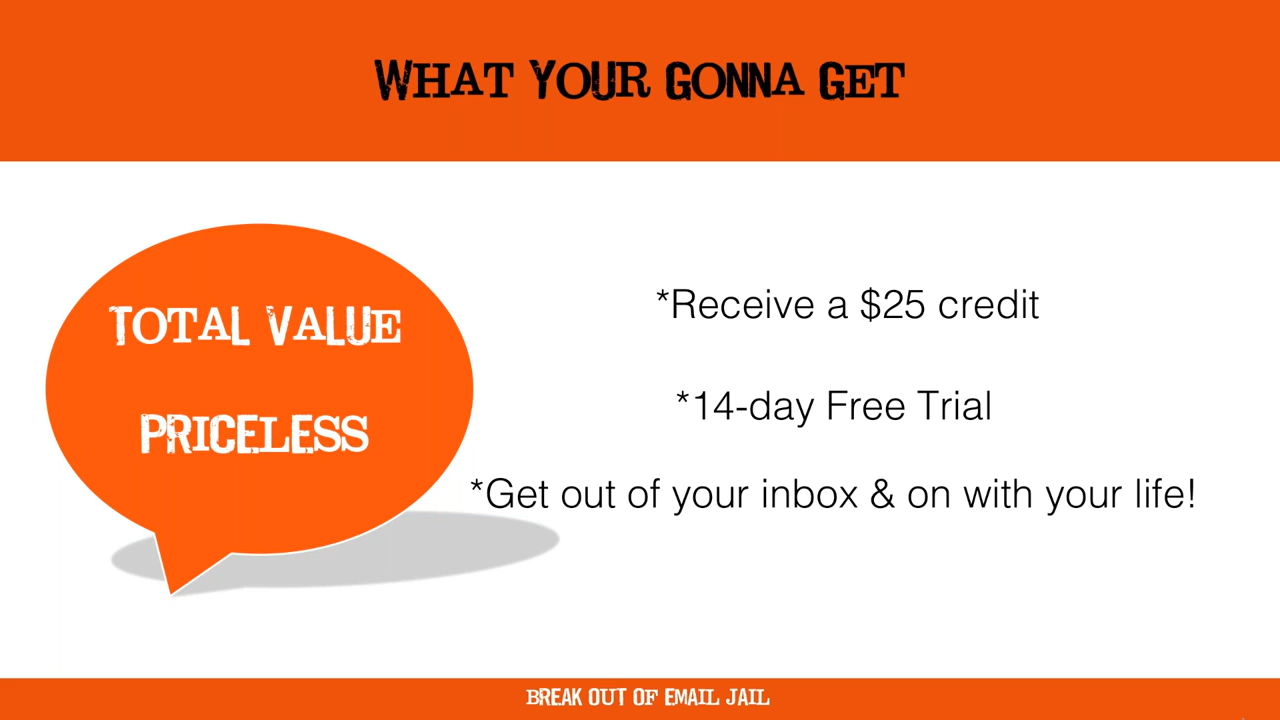 WHAT YOUR GONNA GET
TOTAL VALUE
PRICELESS
*Receive a $25 credit
*14-day Free Trial
*Get out of your inbox & on with your life!
BREAK OUT OF EMAIL JAIL